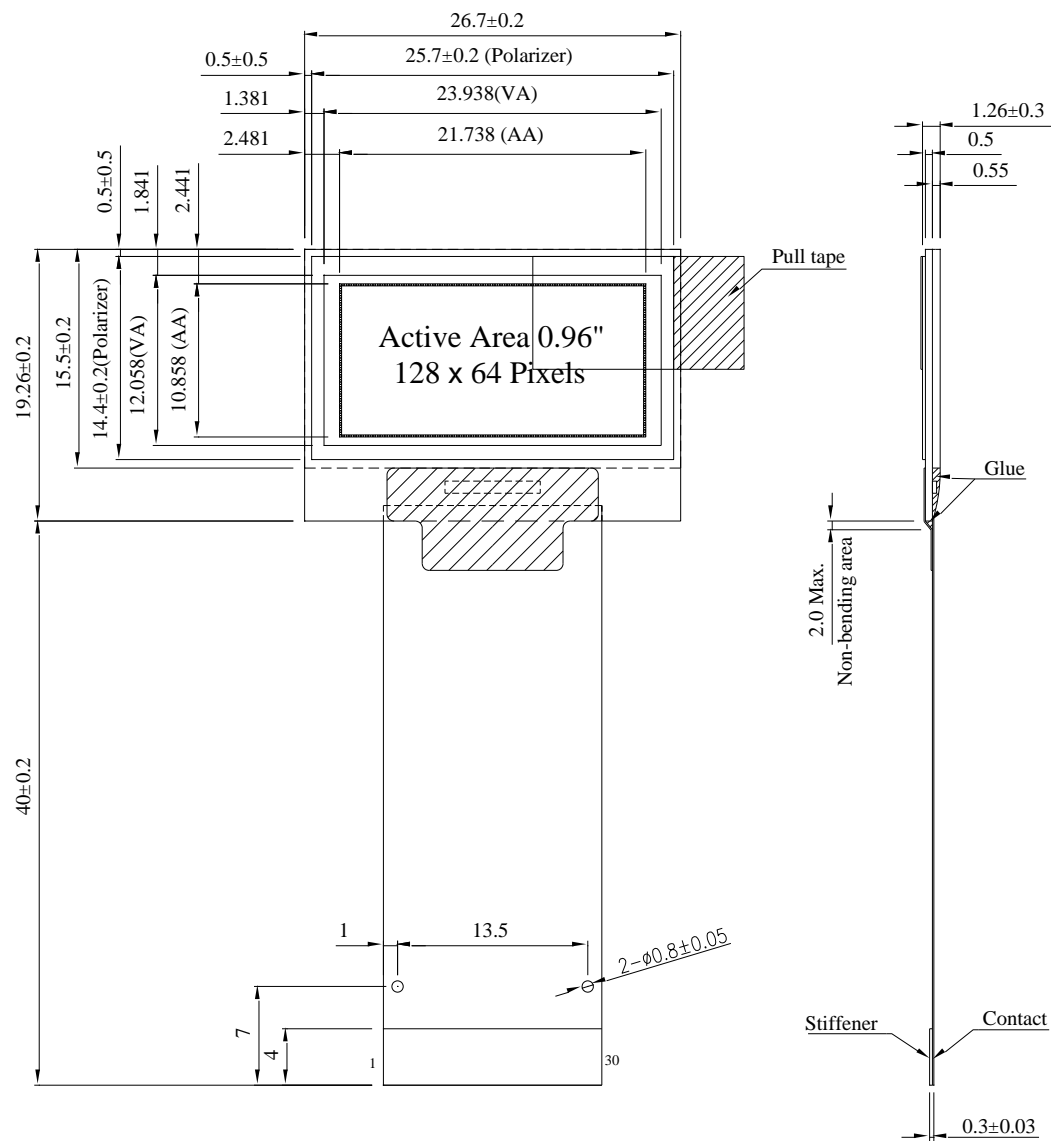 26.7±0.2
25.7±0.2 (Polarizer)
0.5±0.5
23.938(VA)
1.381
21.738 (AA)
2.481
1.26±0.3
0.5
0.55
0.5±0.5
1.841
2.441
Pull tape
19.26±0.2
15.5±0.2
14.4±0.2(Polarizer)
12.058(VA)
10.858 (AA)
Active Area 0.96"
128 x 64 Pixels
Glue
2.0 Max.
Non-bending area
40±0.2
1
13.5
2-ø0.8±0.05
7
4
1
30
Stiffener
Contact
0.3±0.03